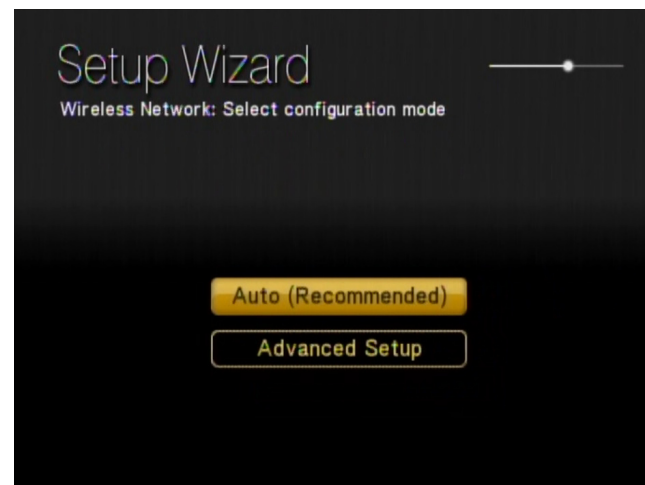 Setup Wizard
Wireless Network: Select configuration mode
Auto (Recommended)
Advanced Setup